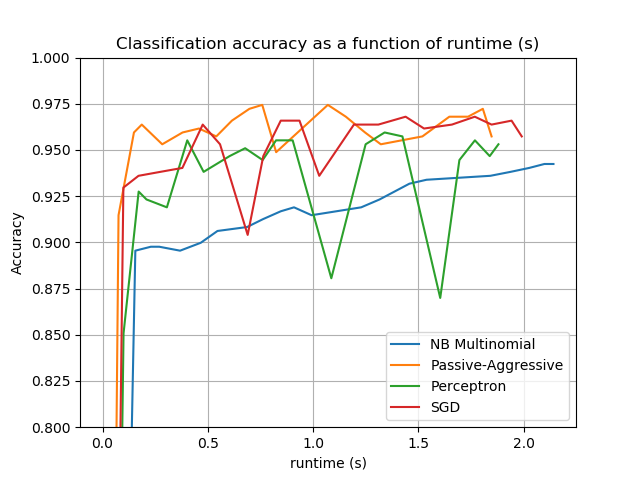 Classification accuracy as a function of runtime (s)
1.000
0.975
0.950
0.925
0.900
0.875
0.850
0.825
0.800
Accuracy
NB Multinomial
Passive-Aggressive
Perceptron
SGD
0.0 0.5 1.0 1.5 2.0
runtime (s)